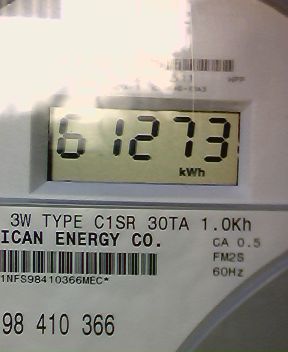 61273
kWh
3W TYPE C1SR 30TA 1.0Kh
ICAN ENERGY CO.
CA 0.5
FM2S
60Hz
1NFS98410366MEC*
98 410 366